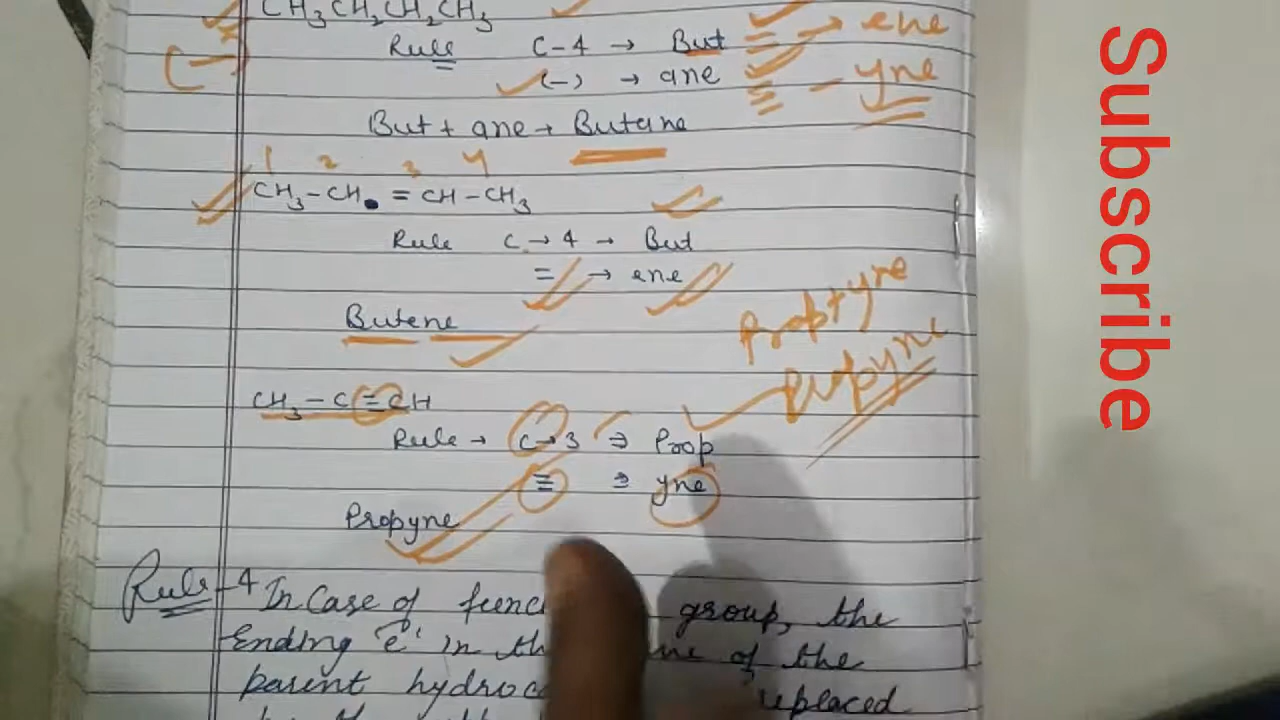 CH3CH2CH2CH3
Rule C-4 → But = → ene
(-) → ane ≡ - yne
But + ane → Butane
1 2 3 4
CH3-CH = CH-CH3
Rule C → 4 → But
= → ene
Butene
Prop+yne
Propyne
CH3-C≡CH
Rule → C→3 ⇒ Prop
≡ ⇒ yne
Propyne
Rule-4 In Case of group, the
Ending 'e' in of the
parent
Subscribe